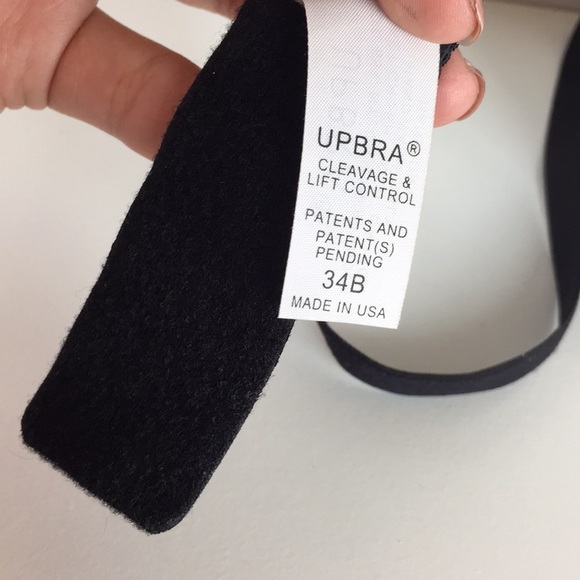 UPBRA®
CLEAVAGE &
LIFT CONTROL
PATENTS AND
PATENT(S)
PENDING
34B
MADE IN USA